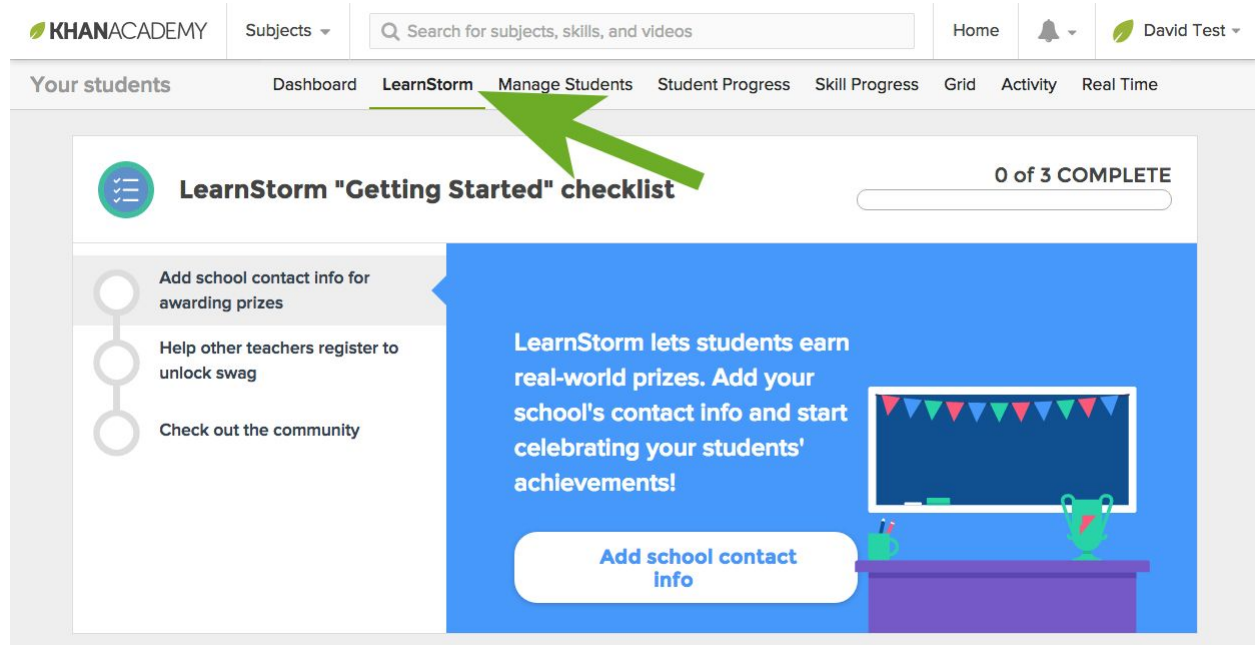 KHANACADEMY Subjects Search for subjects, skills, and videos Home David Test
Your students Dashboard LearnStorm Manage Students Student Progress Skill Progress Grid Activity Real Time
LearnStorm "Getting Started" checklist
0 of 3 COMPLETE
Add school contact info for
awarding prizes
Help other teachers register to
unlock swag
Check out the community
LearnStorm lets students earn
real-world prizes. Add your
school's contact info and start
celebrating your students'
achievements!
Add school contact
info